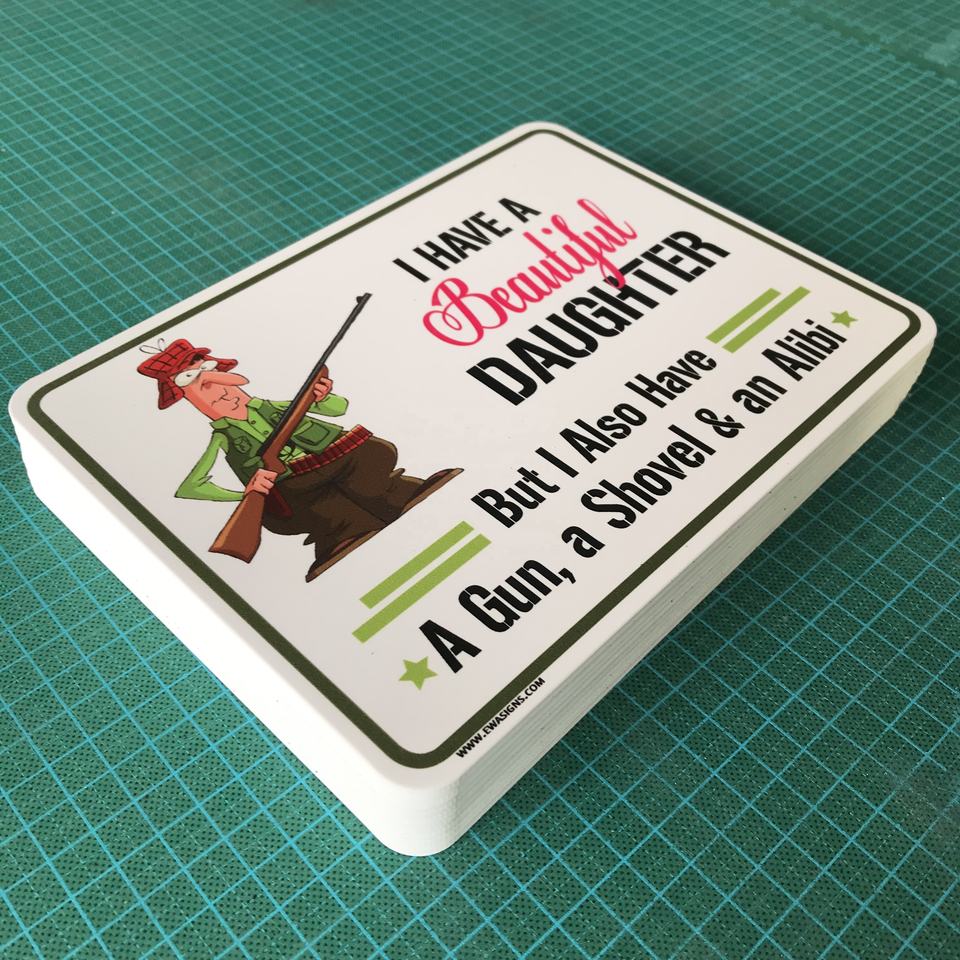 I HAVE A
Beautiful
DAUGHTER
But I Also Have
A Gun, a Shovel & an Alibi
WWW.EWASIGNS.COM